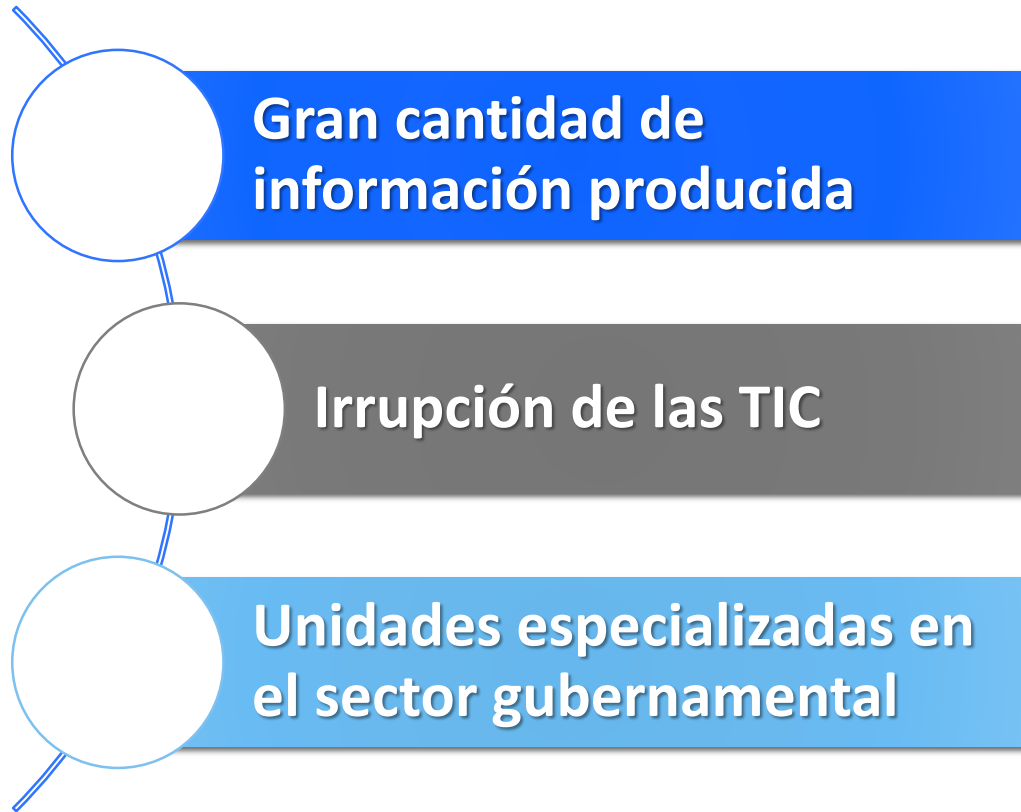 Gran cantidad de
información producida
Irrupción de las TIC
Unidades especializadas en
el sector gubernamental